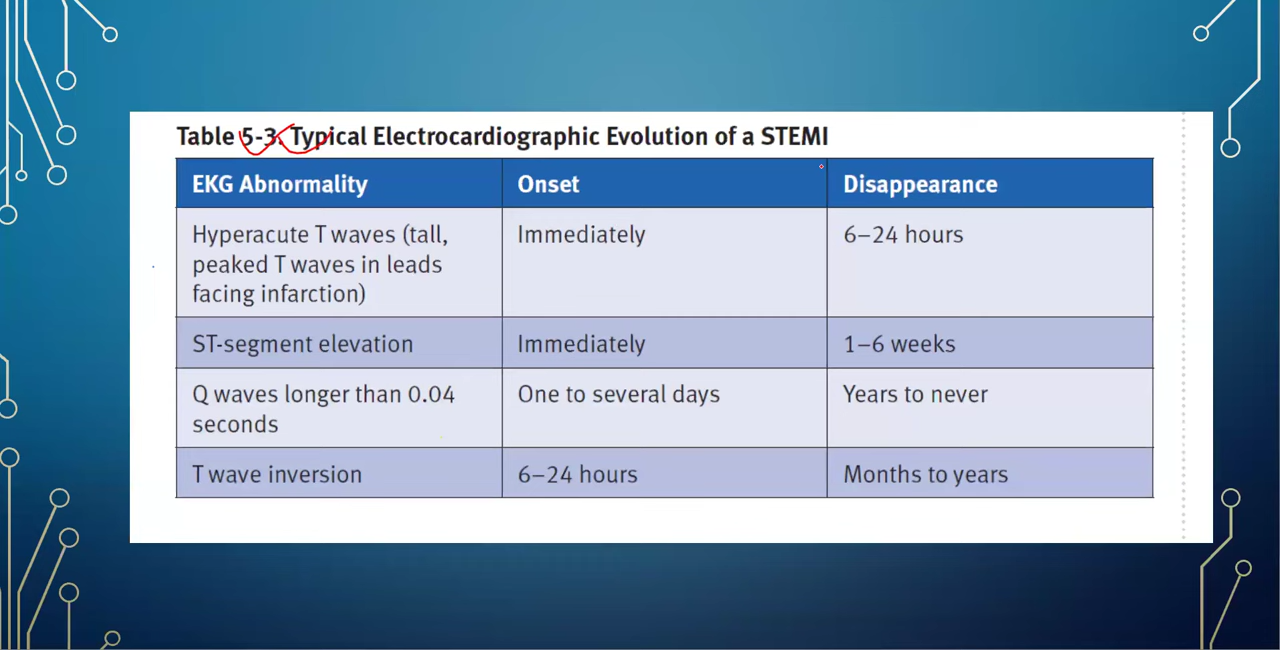 Table 5-3. Typical Electrocardiographic Evolution of a STEMI
EKG Abnormality Onset Disappearance
Hyperacute T waves (tall, Immediately 6–24 hours
peaked T waves in leads
facing infarction)
ST-segment elevation Immediately 1–6 weeks
Q waves longer than 0.04 One to several days Years to never
seconds
T wave inversion 6–24 hours Months to years